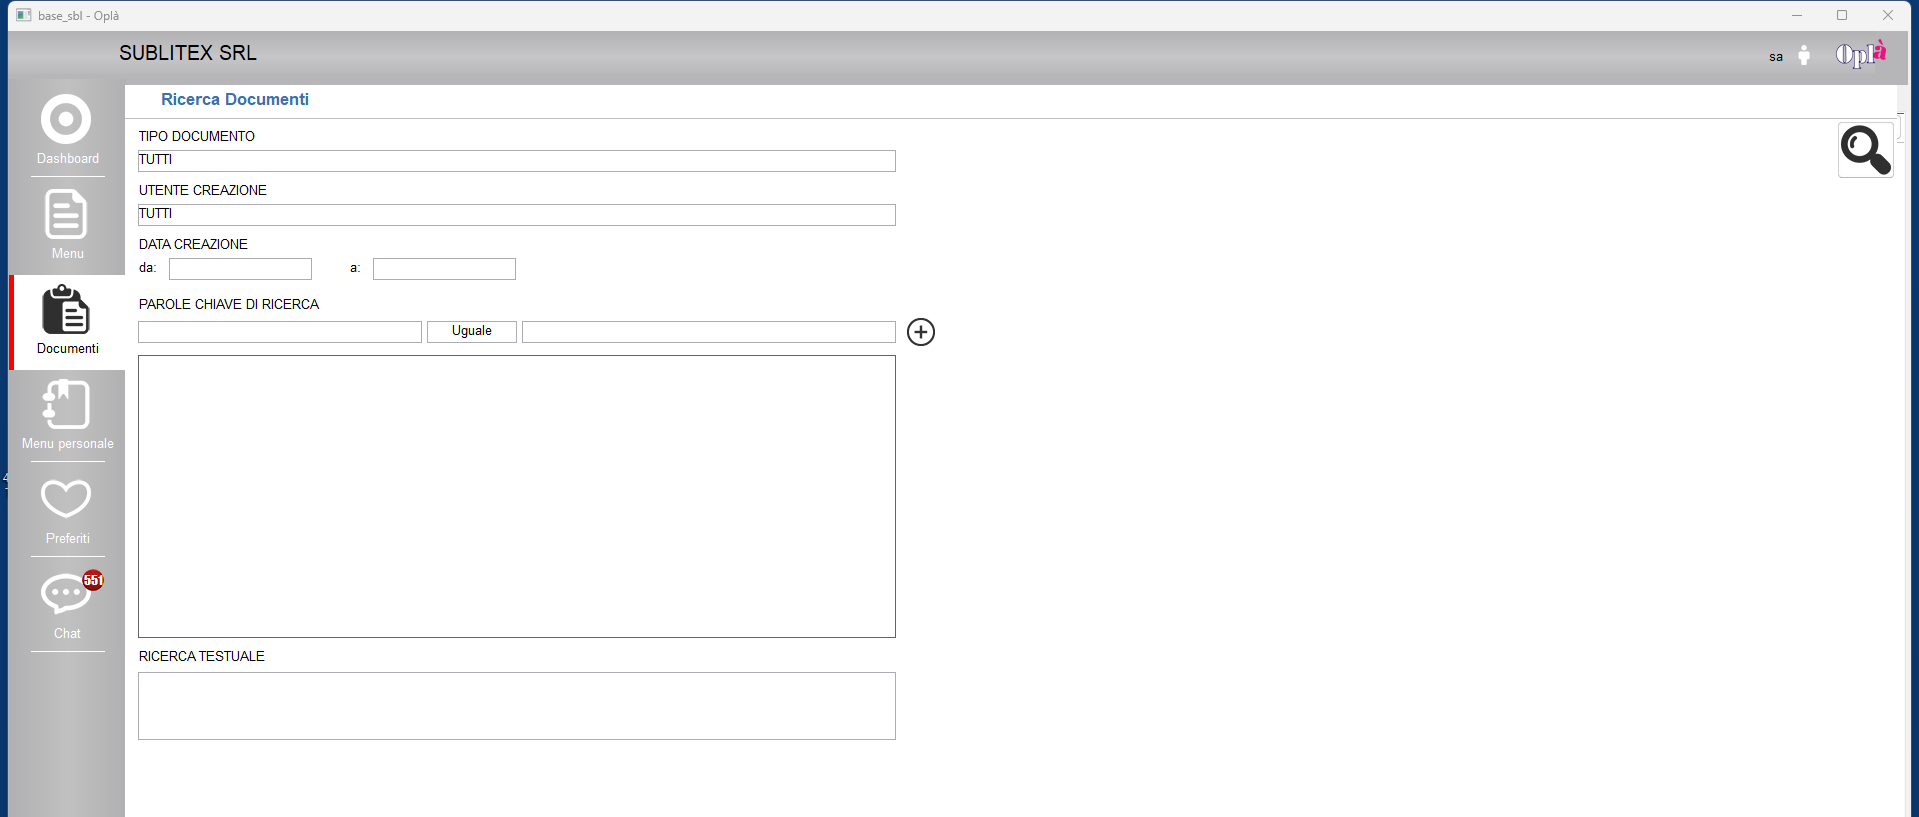 base_sbl - Oplà
SUBLITEX SRL
sa
Oplà
Ricerca Documenti
Dashboard
Menu
Documenti
Menu personale
Preferiti
551
Chat
TIPO DOCUMENTO
TUTTI
UTENTE CREAZIONE
TUTTI
DATA CREAZIONE
da:
a:
PAROLE CHIAVE DI RICERCA
Uguale
RICERCA TESTUALE
4